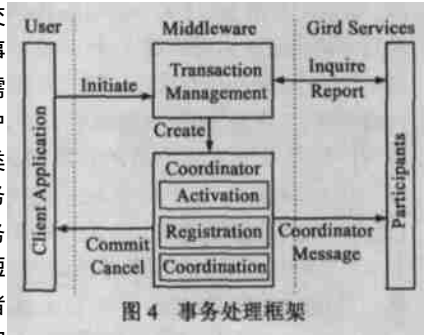 User Middleware Gird Services
Transaction
Management
Initiate
Inquire
Report
Create
Client Application
Participants
Coordinator
Activation
Registration
Coordination
Commit
Cancel
Coordinator
Message
图 4 事务处理框架